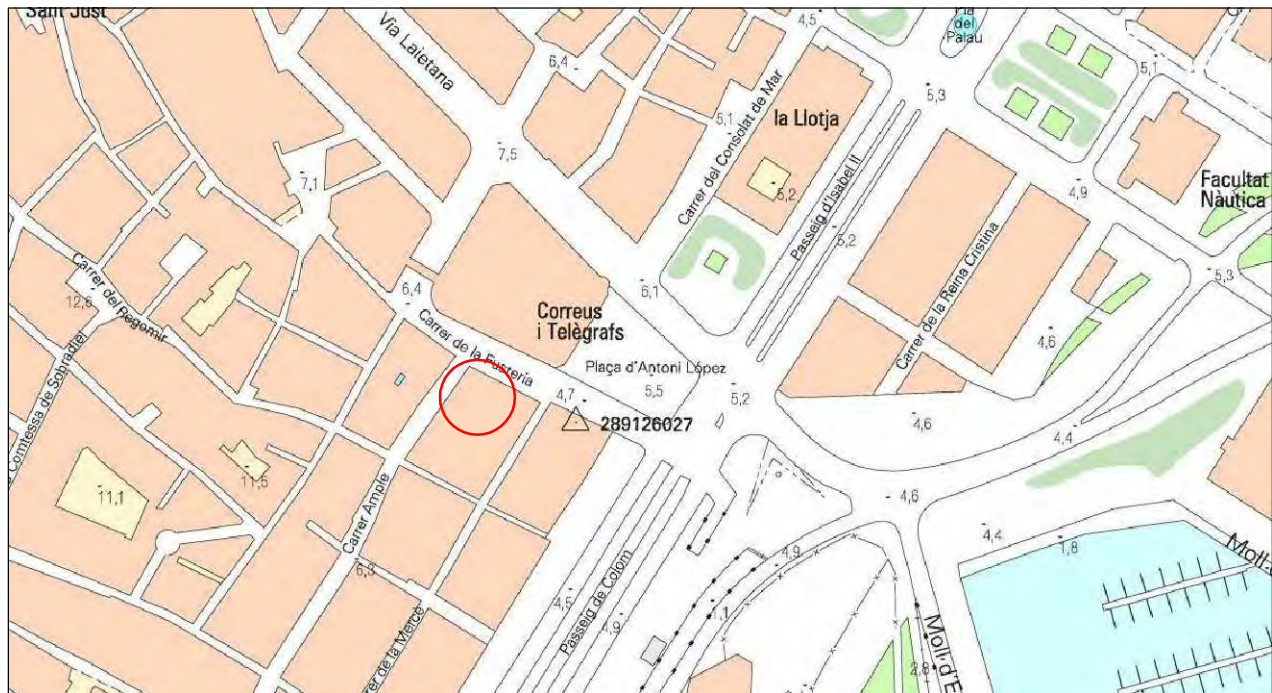 Sant Just
Via Laietana
6,4
4,5
Pla
del
Palau
5,1
5,3
5,1
la Llotja
Carrer del Consolat de Mar
7,5
7,1
5,2
Passeig d'Isabel II
5,2
4,9
Facultat
Nàutica
5,3
Carrer del Regomir
12,6
6,4
Correus
i Telègrafs
6,1
Carrer de la Reina Cristina
4,6
Carrer de la Fusteria
Plaça d'Antoni López
4,7
5,5
5,2
289126027
4,6
4,4
Comtessa de Sobradiel
11,1
11,5
Carrer Ample
6,3
4,6
4,4
1,8
Moll
4,9
4,5
Passeig de Colom
4,9
1,1
er de la Mercè
Moll d'E
2,8